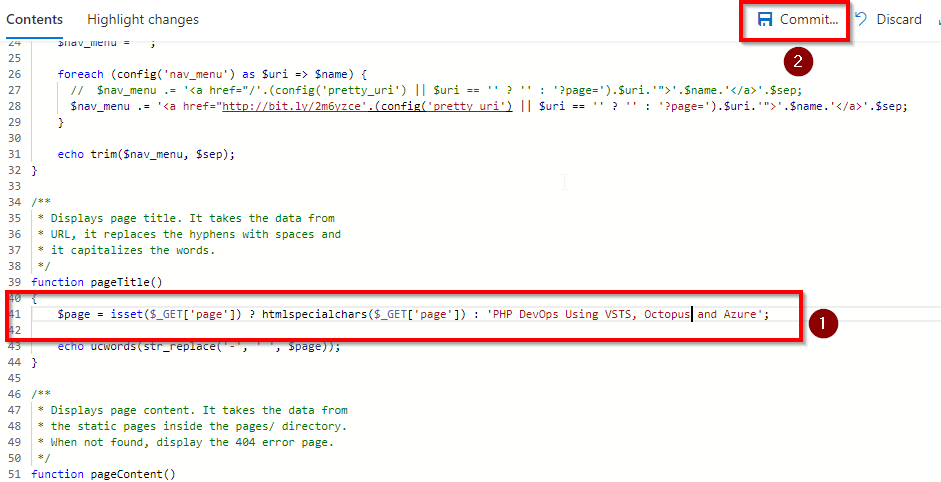 Contents Highlight changes Commit... Discard
2
24 $nav_menu = '';
25
26 foreach (config('nav_menu') as $uri => $name) {
27 //  $nav_menu .= '<a href="/'.(config('pretty_uri') || $uri == '' ? '' : '?page=').$uri.'">'.$name.'</a>'.$sep;
28 $nav_menu .= '<a href="http://bit.ly/2m6yzce'.(config('pretty_uri') || $uri == '' ? '' : '?page=').$uri.'">'.$name.'</a>'.$sep;
29 }
30
31 echo trim($nav_menu, $sep);
32 }
33
34 /**
35 * Displays page title. It takes the data from
36 * URL, it replaces the hyphens with spaces and
37 * it capitalizes the words.
38 */
39 function pageTitle()
40 {
41 $page = isset($_GET['page']) ? htmlspecialchars($_GET['page']) : 'PHP DevOps Using VSTS, Octopus and Azure';
1
42
43 echo ucwords(str_replace('-', ' ', $page));
44 }
45
46 /**
47 * Displays page content. It takes the data from
48 * the static pages inside the pages/ directory.
49 * When not found, display the 404 error page.
50 */
51 function pageContent()